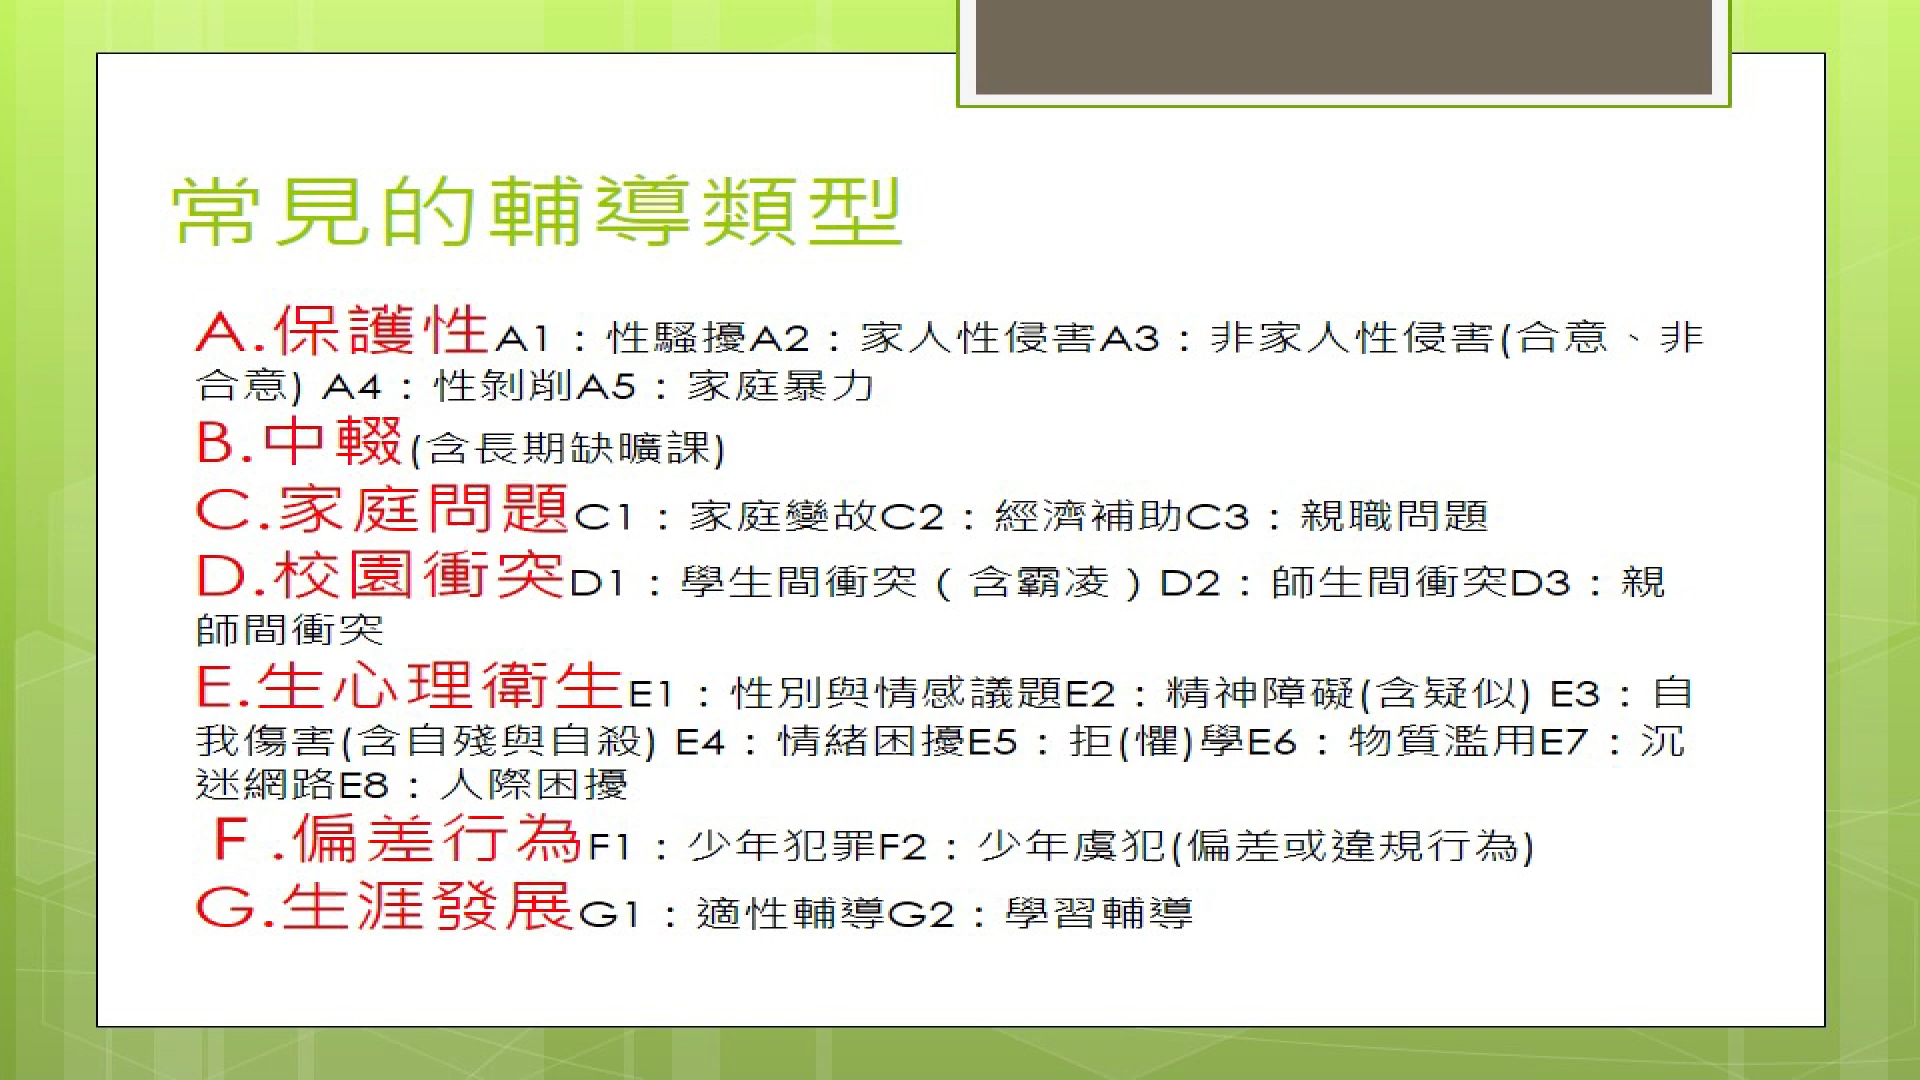 常見的輔導類型
A.保護性A1：性騷擾A2：家人性侵害A3：非家人性侵害(合意、非
合意) A4：性剝削A5：家庭暴力
B.中輟(含長期缺曠課)
C.家庭問題C1：家庭變故C2：經濟補助C3：親職問題
D.校園衝突D1：學生間衝突（含霸凌）D2：師生間衝突D3：親
師間衝突
E.生心理衛生E1：性別與情感議題E2：精神障礙(含疑似) E3：自
我傷害(含自殘與自殺) E4：情緒困擾E5：拒(懼)學E6：物質濫用E7：沉
迷網路E8：人際困擾
F.偏差行為F1：少年犯罪F2：少年虞犯(偏差或違規行為)
G.生涯發展G1：適性輔導G2：學習輔導